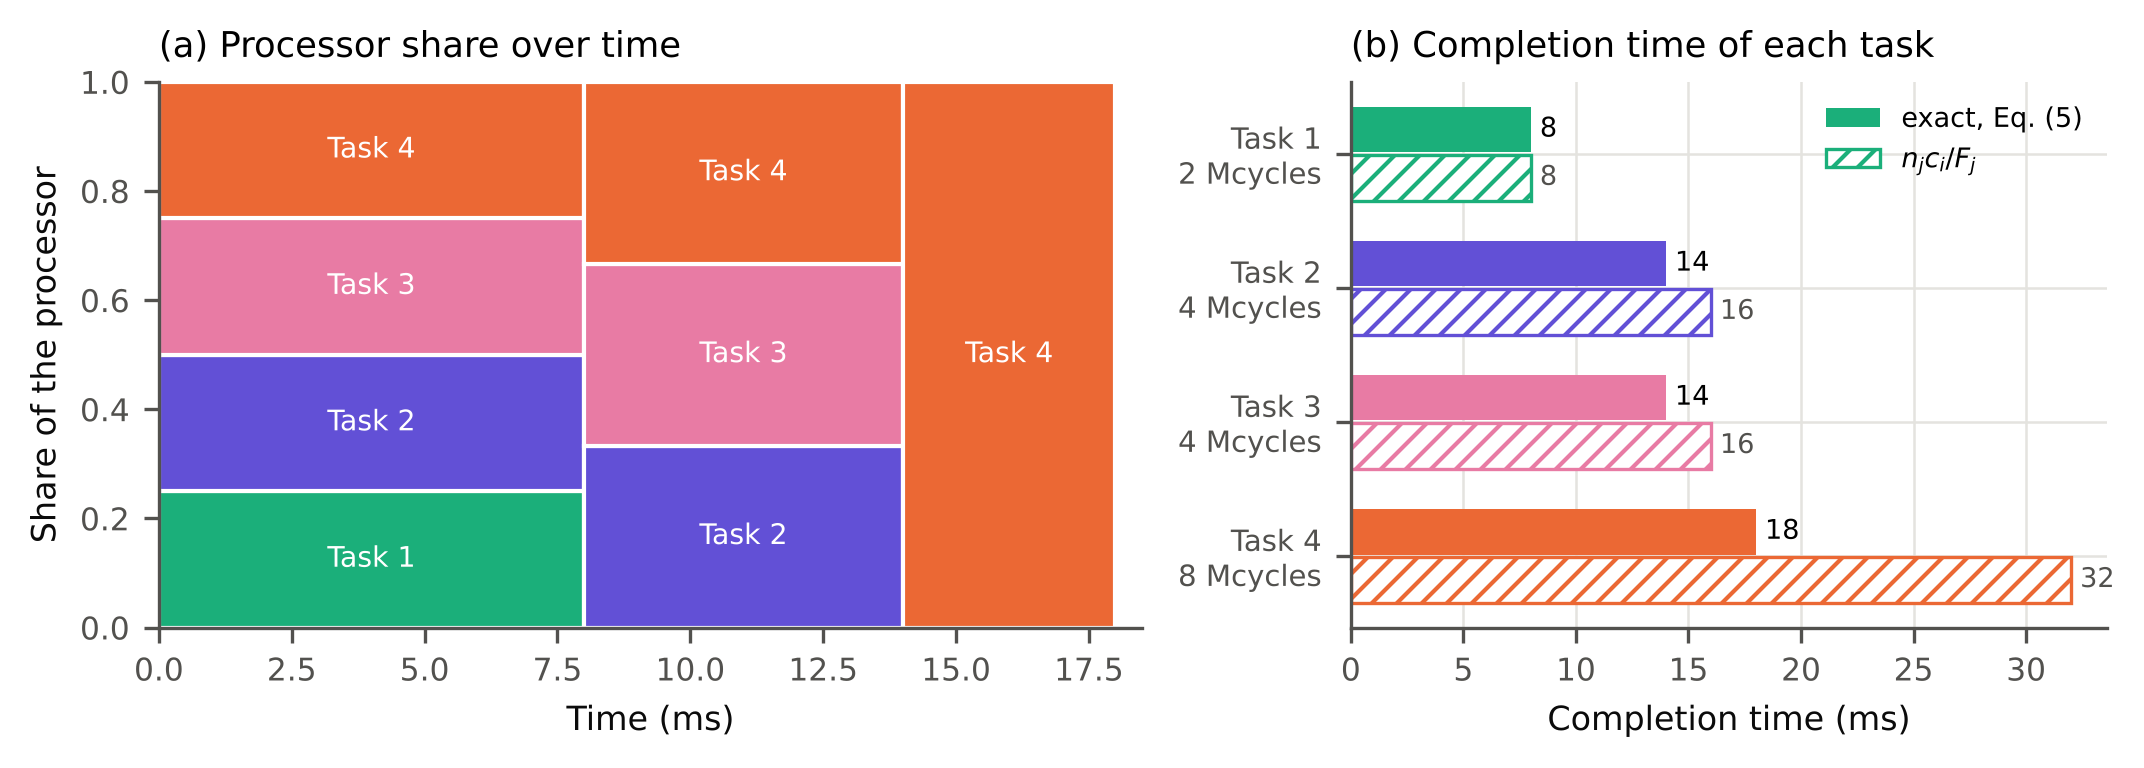 (a) Processor share over time
Share of the processor
1.0
0.8
0.6
0.4
0.2
0.0
Task 4
Task 3
Task 2
Task 1
Task 4
Task 3
Task 2
Task 4
0.0 2.5 5.0 7.5 10.0 12.5 15.0 17.5
Time (ms)
(b) Completion time of each task
exact, Eq. (5)
n_j c_i/F_j
Task 1
2 Mcycles
8
8
Task 2
4 Mcycles
14
16
Task 3
4 Mcycles
14
16
Task 4
8 Mcycles
18
32
0 5 10 15 20 25 30
Completion time (ms)